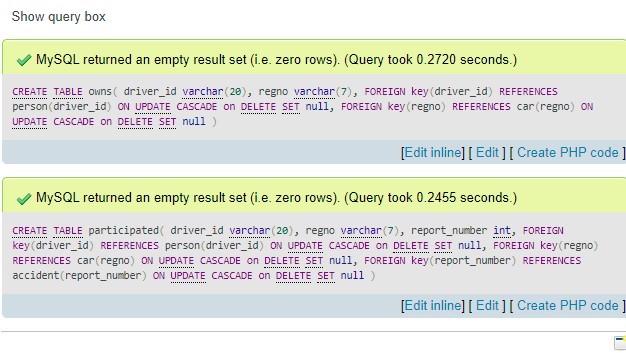 Show query box
MySQL returned an empty result set (i.e. zero rows). (Query took 0.2720 seconds.)
CREATE TABLE owns( driver_id varchar(20), regno varchar(7), FOREIGN key(driver_id) REFERENCES
person(driver_id) ON UPDATE CASCADE on DELETE SET null, FOREIGN key(regno) REFERENCES car(regno) ON
UPDATE CASCADE on DELETE SET null )
[Edit inline] [ Edit ] [ Create PHP code ]
MySQL returned an empty result set (i.e. zero rows). (Query took 0.2455 seconds.)
CREATE TABLE participated( driver_id varchar(20), regno varchar(7), report_number int, FOREIGN
key(driver_id) REFERENCES person(driver_id) ON UPDATE CASCADE on DELETE SET null, FOREIGN key(regno)
REFERENCES car(regno) ON UPDATE CASCADE on DELETE SET null, FOREIGN key(report_number) REFERENCES
accident(report_number) ON UPDATE CASCADE on DELETE SET null )
[Edit inline] [ Edit ] [ Create PHP code ]